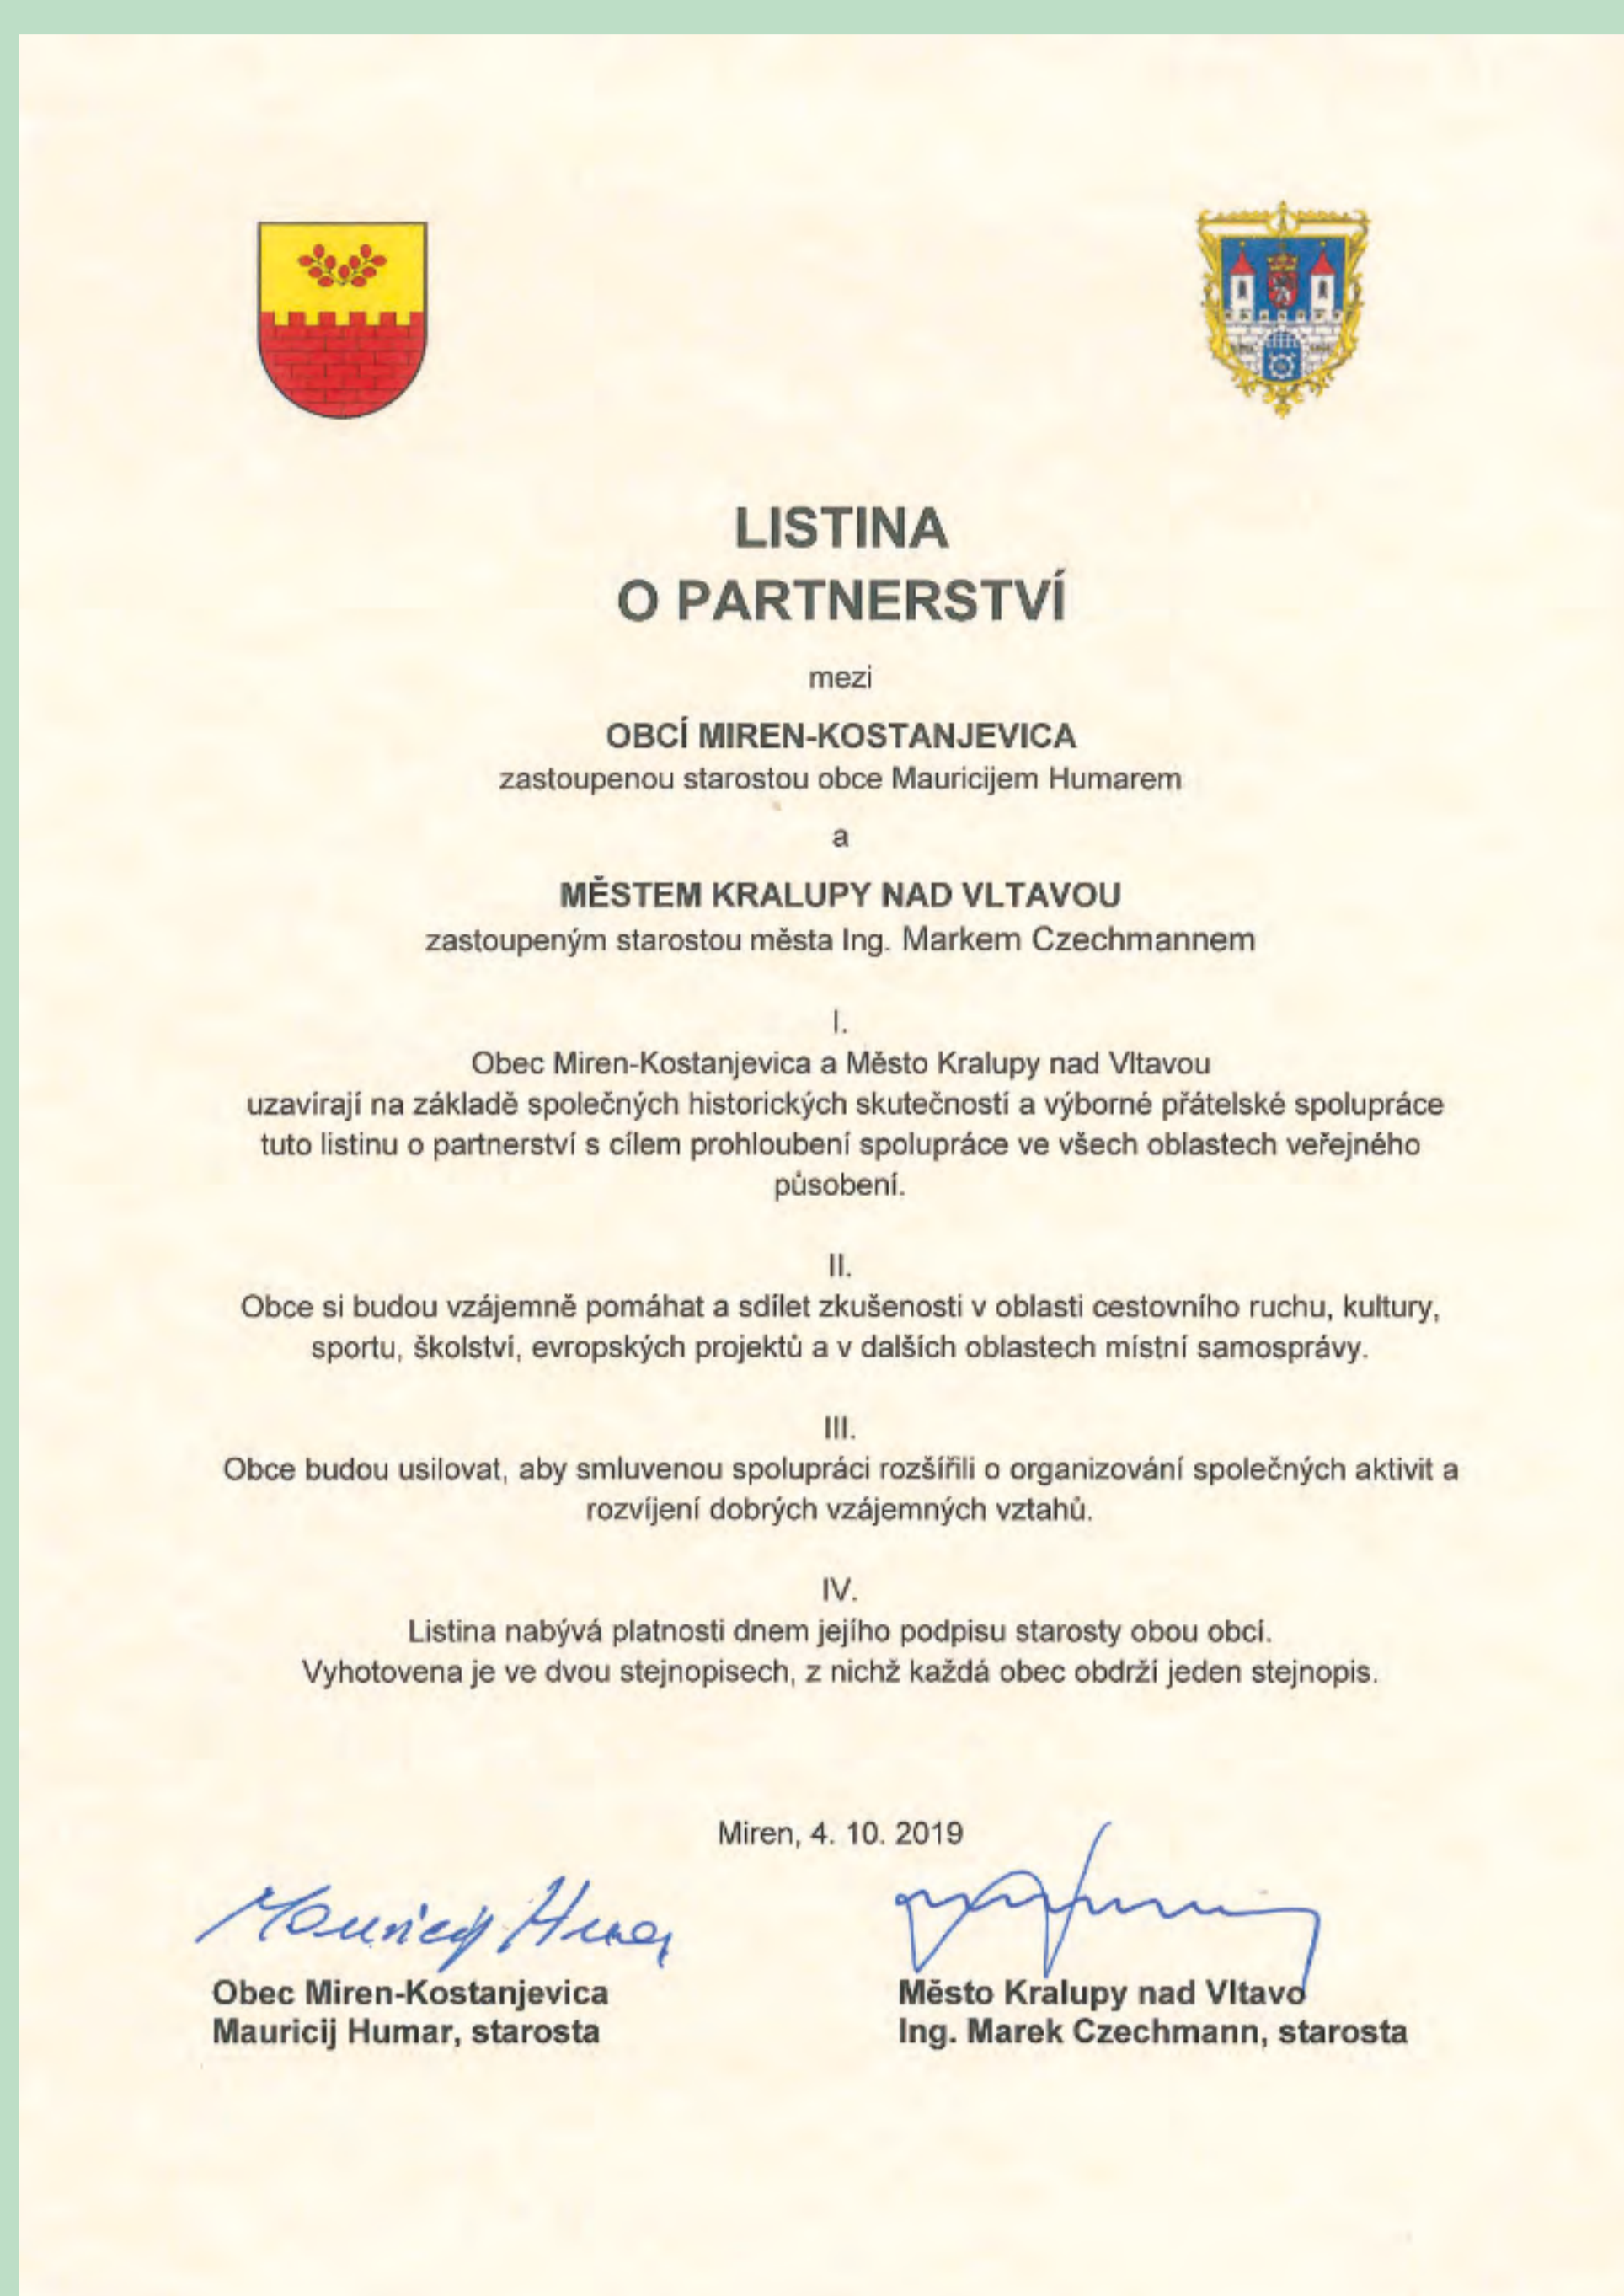 LISTINA
O PARTNERSTVÍ
mezi
OBCÍ MIREN-KOSTANJEVICA
zastoupenou starostou obce Mauricijem Humarem
a
MĚSTEM KRALUPY NAD VLTAVOU
zastoupeným starostou města Ing. Markem Czechmannem
I.
Obec Miren-Kostanjevica a Město Kralupy nad Vltavou
uzavírají na základě společných historických skutečností a výborné přátelské spolupráce
tuto listinu o partnerství s cílem prohloubení spolupráce ve všech oblastech veřejného
působení.
II.
Obce si budou vzájemně pomáhat a sdílet zkušenosti v oblasti cestovního ruchu, kultury,
sportu, školství, evropských projektů a v dalších oblastech místní samosprávy.
III.
Obce budou usilovat, aby smluvenou spolupráci rozšířili o organizování společných aktivit a
rozvíjení dobrých vzájemných vztahů.
IV.
Listina nabývá platnosti dnem jejího podpisu starosty obou obcí.
Vyhotovena je ve dvou stejnopisech, z nichž každá obec obdrží jeden stejnopis.
Miren, 4. 10. 2019
Obec Miren-Kostanjevica
Mauricij Humar, starosta
Město Kralupy nad Vltavo
Ing. Marek Czechmann, starosta